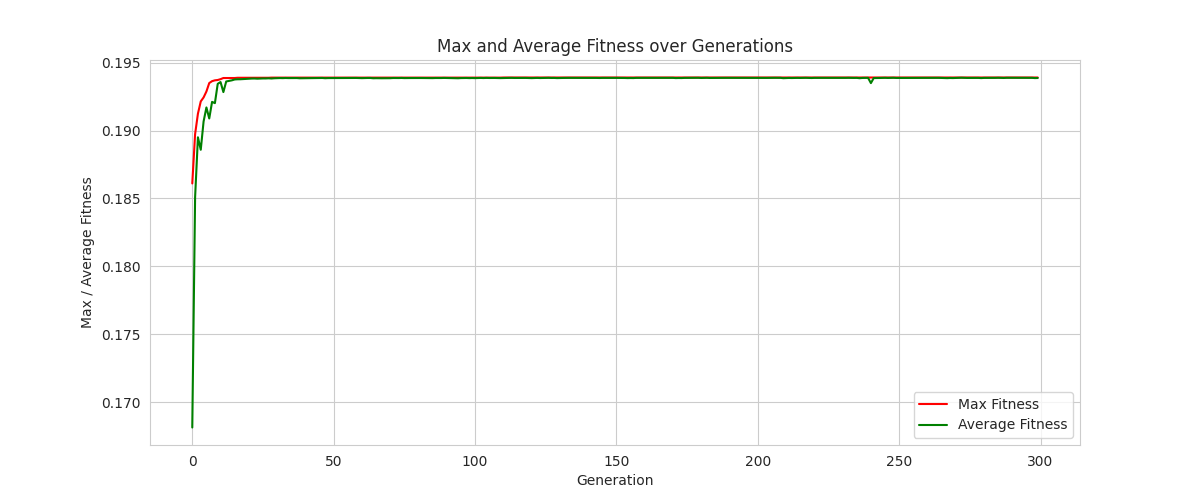 Max and Average Fitness over Generations
Max / Average Fitness
0.195
0.190
0.185
0.180
0.175
0.170
0
50
100
150
200
250
300
Generation
Max Fitness
Average Fitness